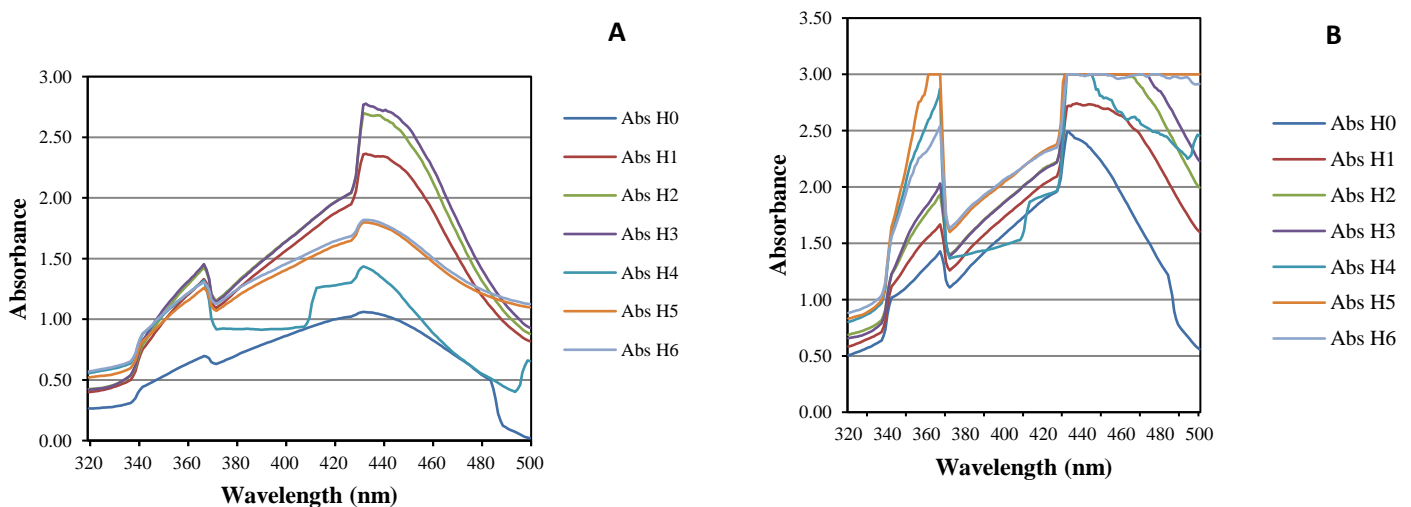 A
3.00
2.50
2.00
1.50
1.00
0.50
0.00
Absorbance
320 340 360 380 400 420 440 460 480 500
Wavelength (nm)
Abs H0
Abs H1
Abs H2
Abs H3
Abs H4
Abs H5
Abs H6
B
3.50
3.00
2.50
2.00
1.50
1.00
0.50
0.00
Absorbance
320 340 360 380 400 420 440 460 480 500
Wavelength (nm)
Abs H0
Abs H1
Abs H2
Abs H3
Abs H4
Abs H5
Abs H6